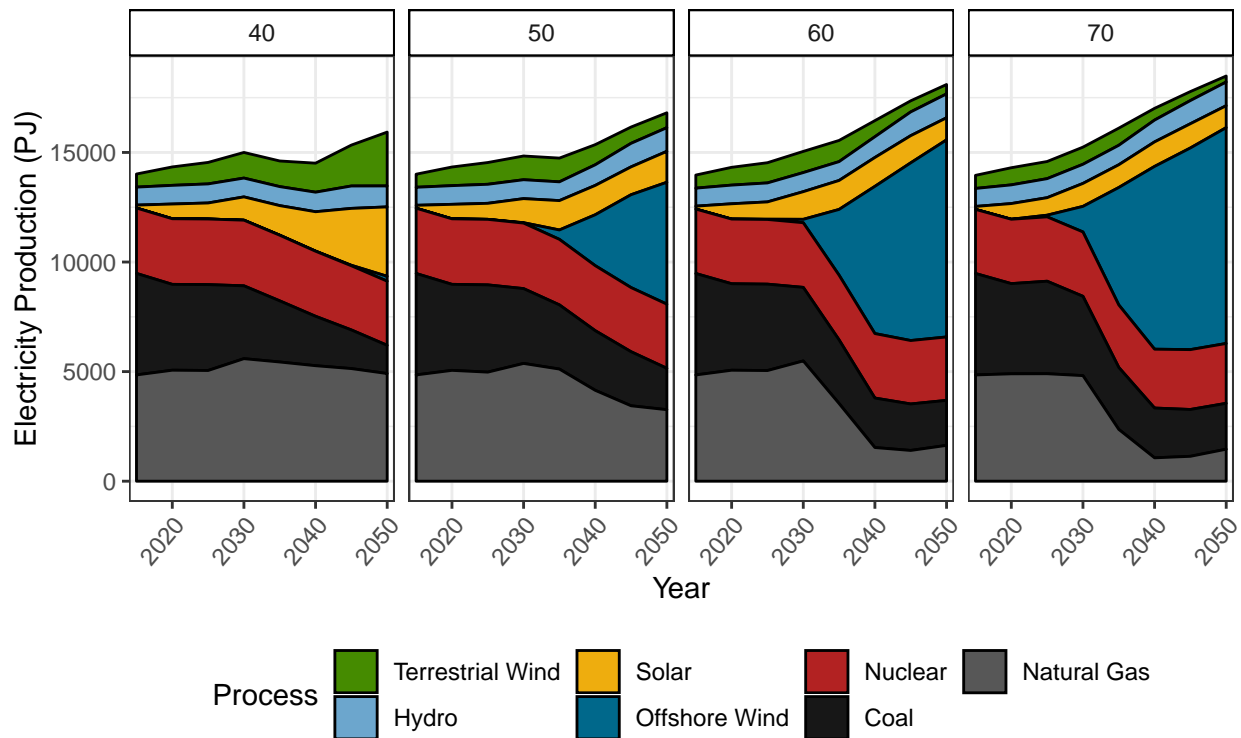 40 50 60 70
Electricity Production (PJ)
15000
10000
5000
0
2020 2030 2040 2050 2020 2030 2040 2050 2020 2030 2040 2050 2020 2030 2040 2050
Year
Process
Terrestrial Wind Solar Nuclear Natural Gas
Hydro Offshore Wind Coal